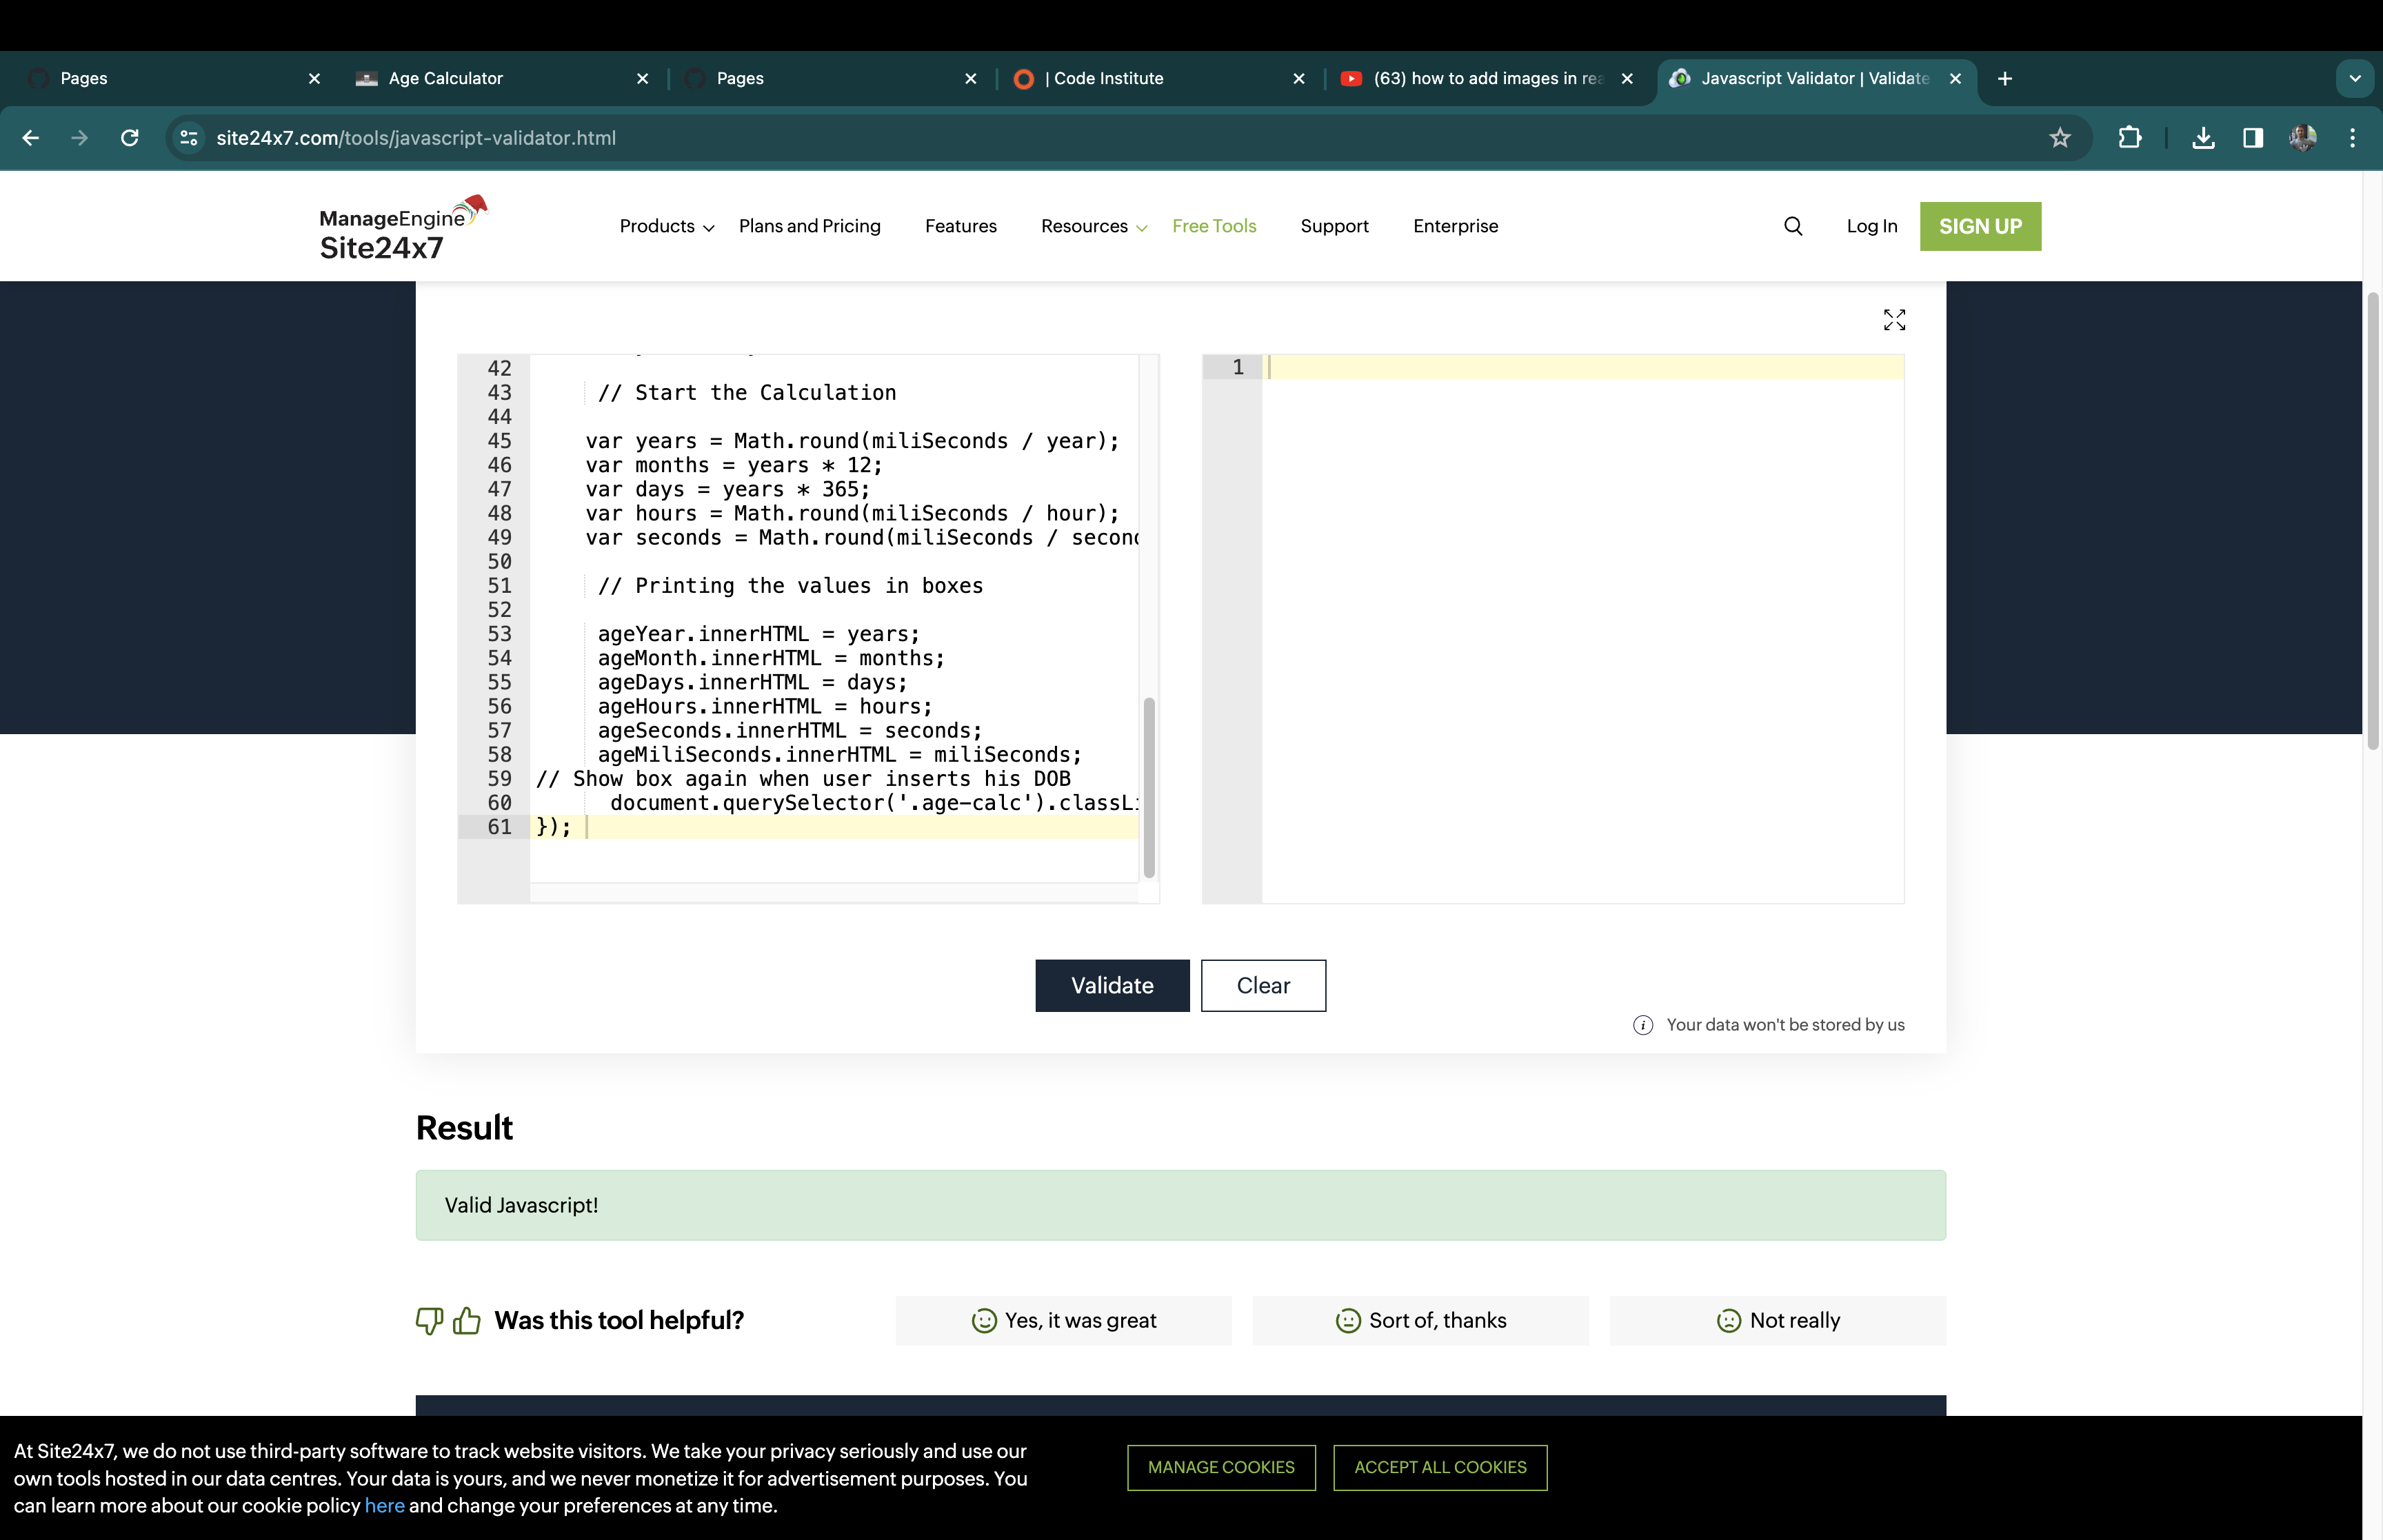 Pages
Age Calculator
Pages
| Code Institute
(63) how to add images in rea
Javascript Validator | Validate
site24x7.com/tools/javascript-validator.html
ManageEngine
Site24x7
Products
Plans and Pricing
Features
Resources
Free Tools
Support
Enterprise
Log In
SIGN UP
42
43 // Start the Calculation
44
45 var years = Math.round(miliSeconds / year);
46 var months = years * 12;
47 var days = years * 365;
48 var hours = Math.round(miliSeconds / hour);
49 var seconds = Math.round(miliSeconds / second
50
51 // Printing the values in boxes
52
53 ageYear.innerHTML = years;
54 ageMonth.innerHTML = months;
55 ageDays.innerHTML = days;
56 ageHours.innerHTML = hours;
57 ageSeconds.innerHTML = seconds;
58 ageMiliSeconds.innerHTML = miliSeconds;
59 // Show box again when user inserts his DOB
60 document.querySelector('.age-calc').classLi
61 });
1
Validate
Clear
Your data won't be stored by us
Result
Valid Javascript!
Was this tool helpful?
Yes, it was great
Sort of, thanks
Not really
At Site24x7, we do not use third-party software to track website visitors. We take your privacy seriously and use our
own tools hosted in our data centres. Your data is yours, and we never monetize it for advertisement purposes. You
can learn more about our cookie policy here and change your preferences at any time.
MANAGE COOKIES
ACCEPT ALL COOKIES